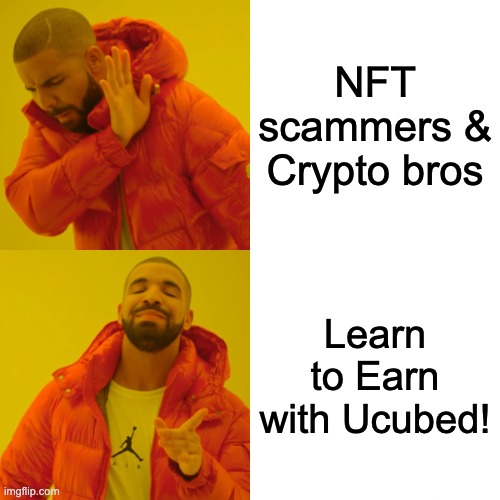 NFT
scammers &
Crypto bros
Learn
to Earn
with Ucubed!
imgflip.com